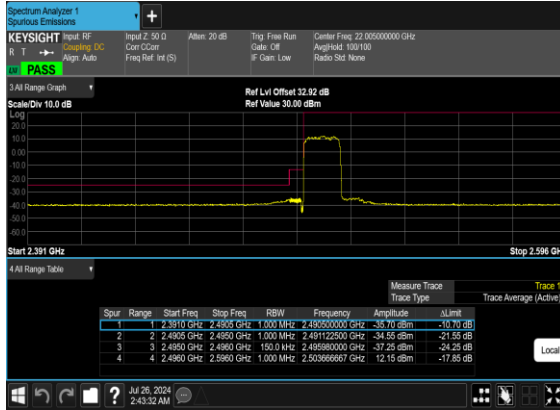 Spectrum Analyzer 1
Spurious Emissions
+
KEYSIGHT
R T
LXI PASS
Input: RF
Coupling: DC
Align: Auto
Input Z: 50 Ω
Corr CCorr
Freq Ref: Int (S)
Atten: 20 dB
Trig: Free Run
Gate: Off
IF Gain: Low
Center Freq: 22.005000000 GHz
Avg|Hold: 100/100
Radio Std: None
3 All Range Graph
Scale/Div 10.0 dB
Ref Lvl Offset 32.92 dB
Ref Value 30.00 dBm
Log
20.0
10.0
0.00
-10.0
-20.0
-30.0
-40.0
-50.0
-60.0
Start 2.391 GHz
Stop 2.596 GH
4 All Range Table
Measure Trace Trace 1
Trace Type Trace Average (Active)
Spur Range Start Freq Stop Freq RBW Frequency Amplitude ΔLimit
1 1 2.3910 GHz 2.4905 GHz 1.000 MHz 2.490500000 GHz -35.70 dBm -10.70 dB
2 2 2.4905 GHz 2.4950 GHz 1.000 MHz 2.491122500 GHz -34.55 dBm -21.55 dB
3 3 2.4950 GHz 2.4960 GHz 150.0 kHz 2.495980000 GHz -37.25 dBm -24.25 dB
4 4 2.4960 GHz 2.5960 GHz 1.000 MHz 2.503666667 GHz 12.15 dBm -17.85 dB
Local
?
Jul 26, 2024
2:43:32 AM